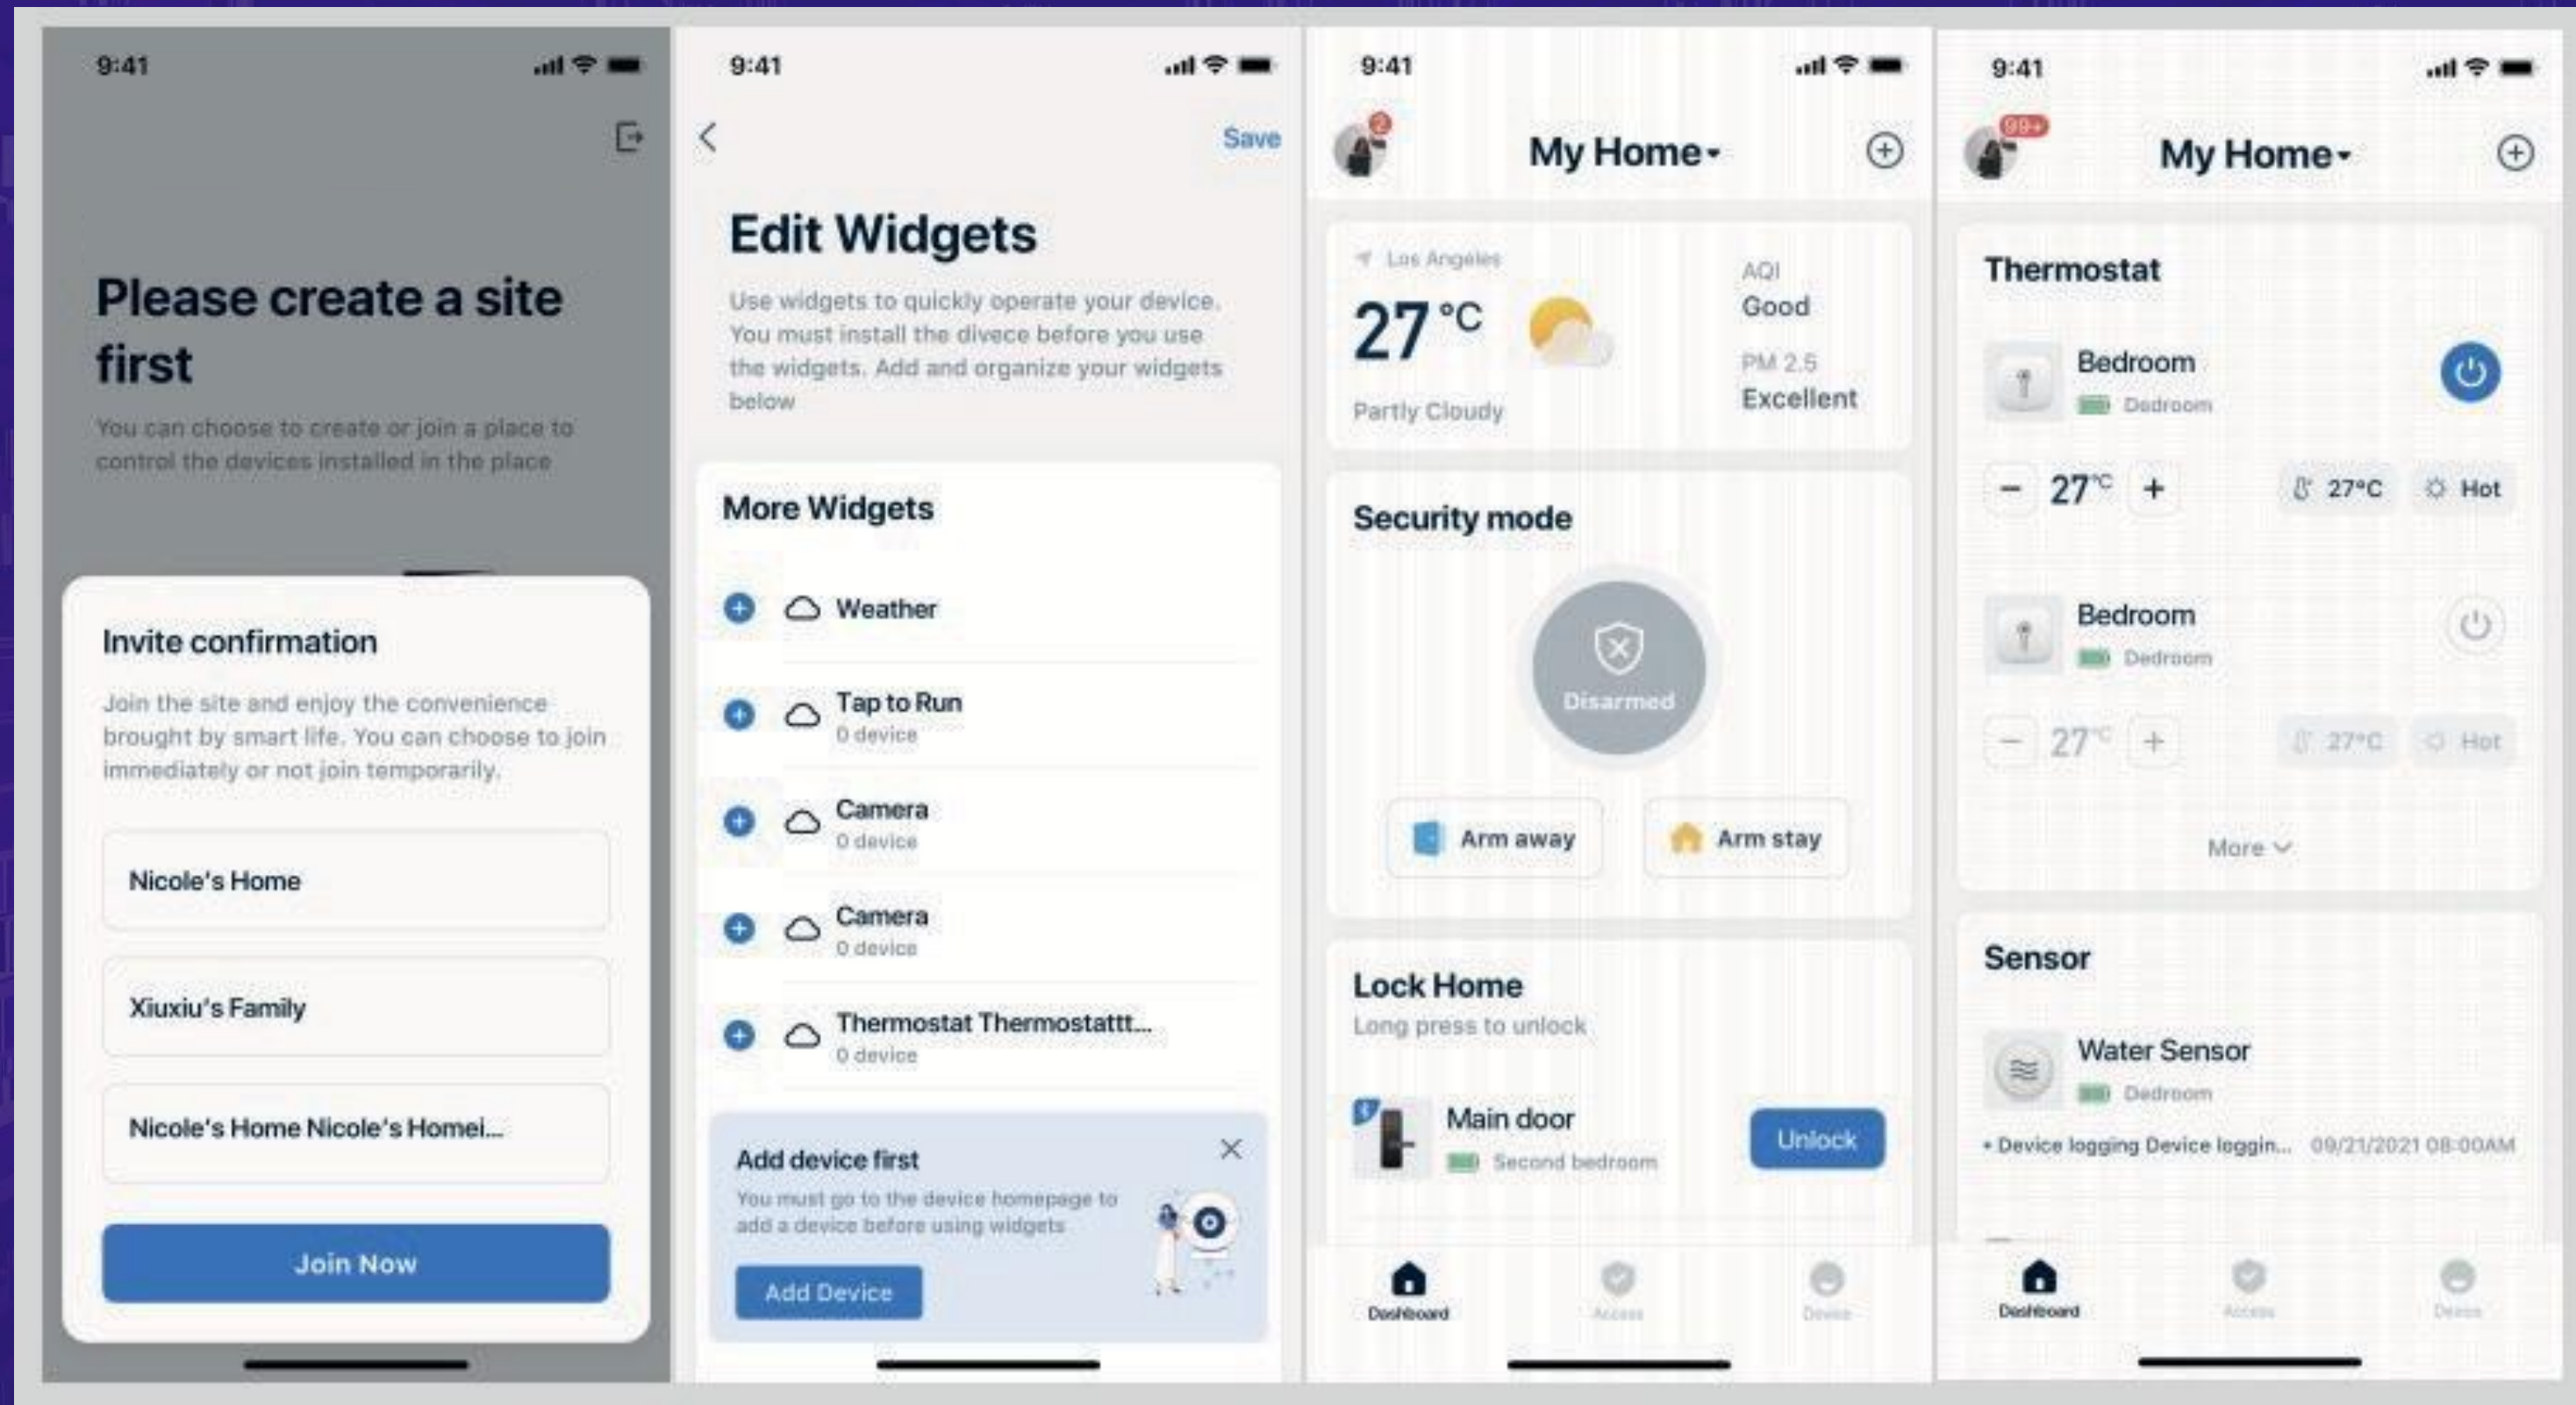 9:41
Please create a site
first
You can choose to create or join a place to
control the devices installed in the place
Invite confirmation
Join the site and enjoy the convenience
brought by smart life. You can choose to join
immediately or not join temporarily.
Nicole's Home
Xiuxiu's Family
Nicole's Home Nicole's Homei...
Join Now
9:41
Save
Edit Widgets
Use widgets to quickly operate your device.
You must install the divece before you use
the widgets. Add and organize your widgets
below
More Widgets
Weather
Tap to Run
0 device
Camera
0 device
Camera
0 device
Thermostat Thermostattt...
0 device
Add device first
You must go to the device homepage to
add a device before using widgets
Add Device
9:41
2
My Home
Los Angeles
27 °C
Partly Cloudy
AQI
Good
PM 2.5
Excellent
Security mode
Disarmed
Arm away
Arm stay
Lock Home
Long press to unlock
Main door
Second bedroom
Unlock
Dashboard
Access
Device
9:41
99+
My Home
Thermostat
Bedroom
Dedroom
− 27°C +
27°C
Hot
Bedroom
Dedroom
− 27°C +
27°C
Hot
More
Sensor
Water Sensor
Dedroom
• Device logging Device loggin... 09/21/2021 08:00AM
Dashboard
Access
Device